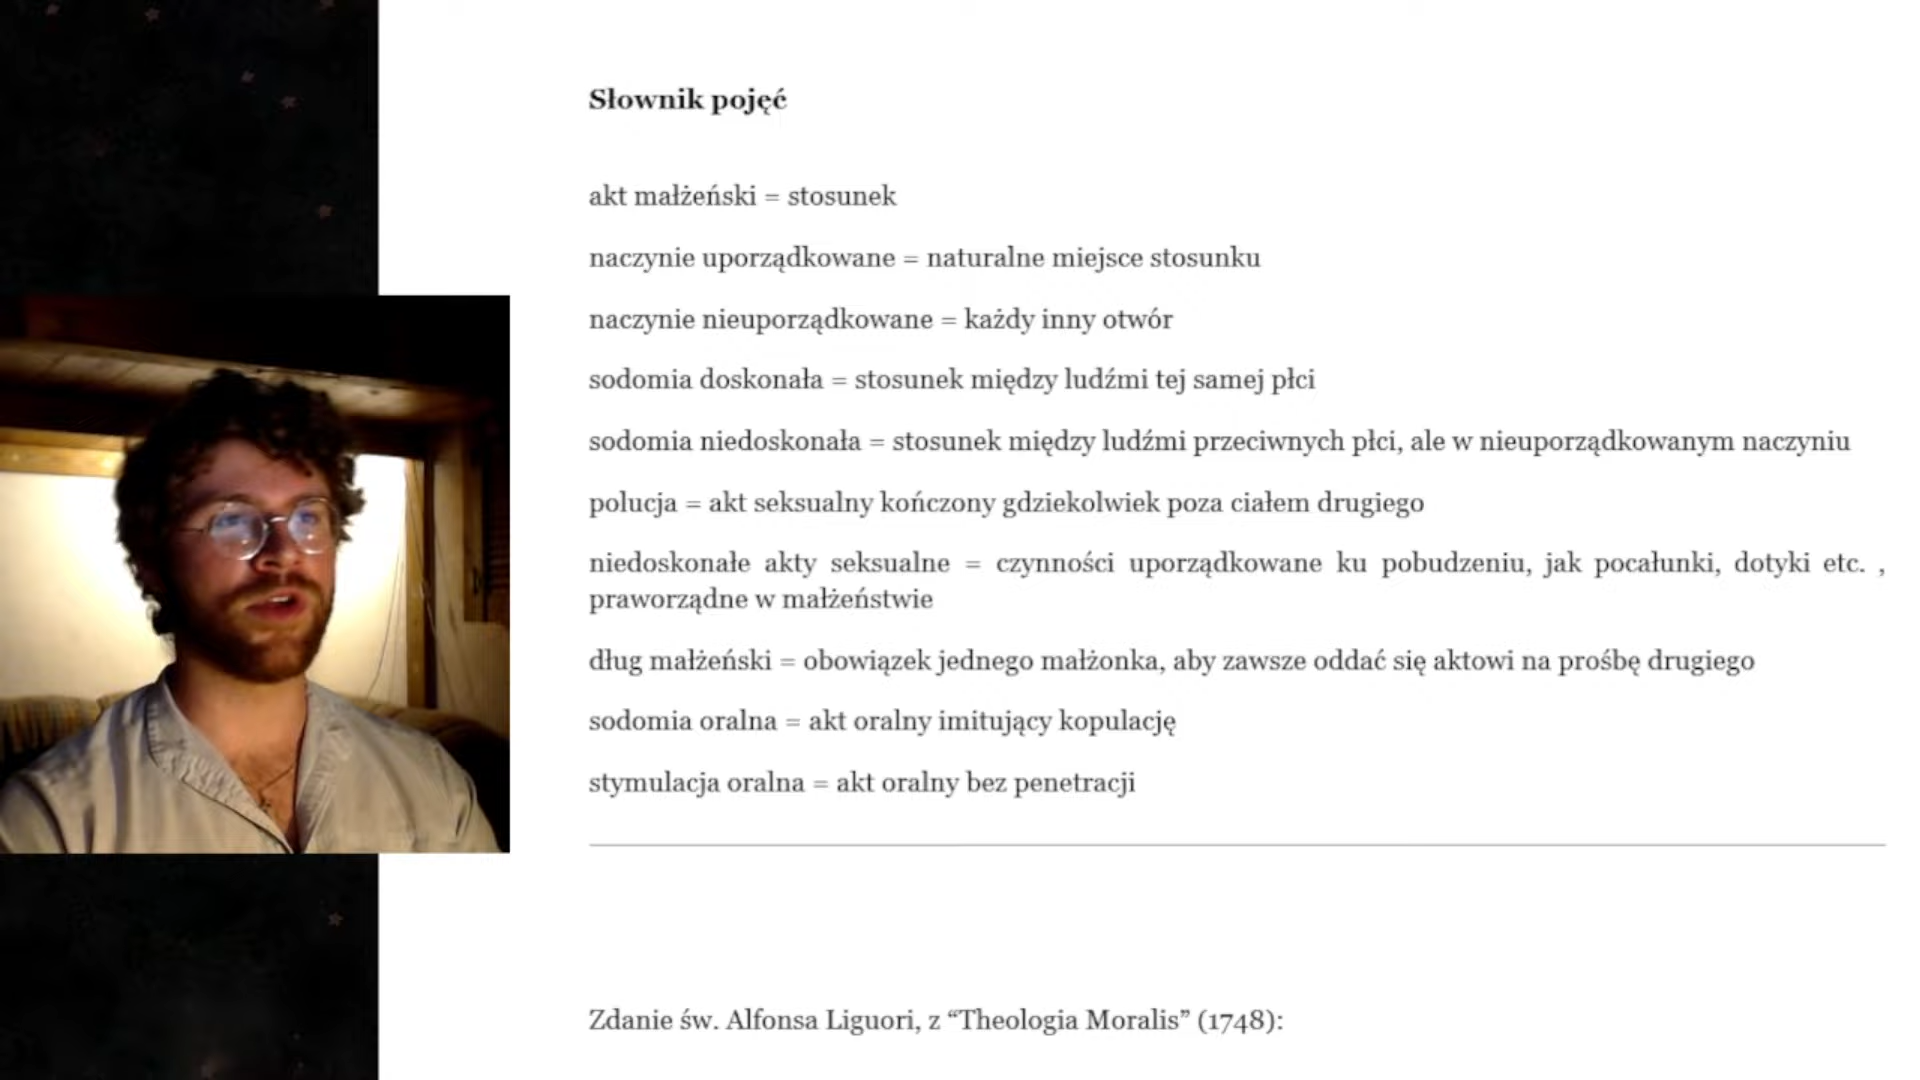 Słownik pojęć
akt małżeński = stosunek
naczynie uporządkowane = naturalne miejsce stosunku
naczynie nieuporządkowane = każdy inny otwór
sodomia doskonała = stosunek między ludźmi tej samej płci
sodomia niedoskonała = stosunek między ludźmi przeciwnych płci, ale w nieuporządkowanym naczyniu
polucja = akt seksualny kończony gdziekolwiek poza ciałem drugiego
niedoskonałe akty seksualne = czynności uporządkowane ku pobudzeniu, jak pocałunki, dotyki etc. ,
praworządne w małżeństwie
dług małżeński = obowiązek jednego małżonka, aby zawsze oddać się aktowi na prośbę drugiego
sodomia oralna = akt oralny imitujący kopulację
stymulacja oralna = akt oralny bez penetracji
Zdanie św. Alfonsa Liguori, z “Theologia Moralis” (1748):